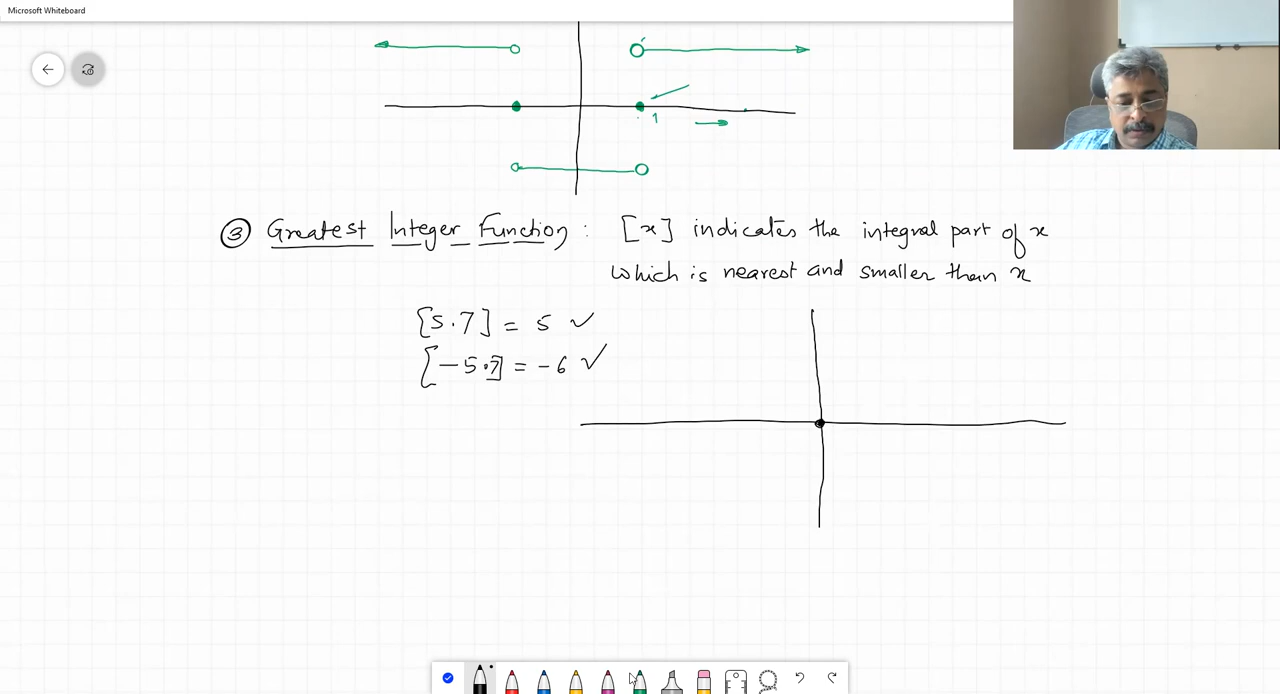 Microsoft Whiteboard
1
③ Greatest Integer Function : [x] indicates the integral part of x
which is nearest and smaller than x
[5.7] = 5 ✓
[-5.7] = -6 ✓